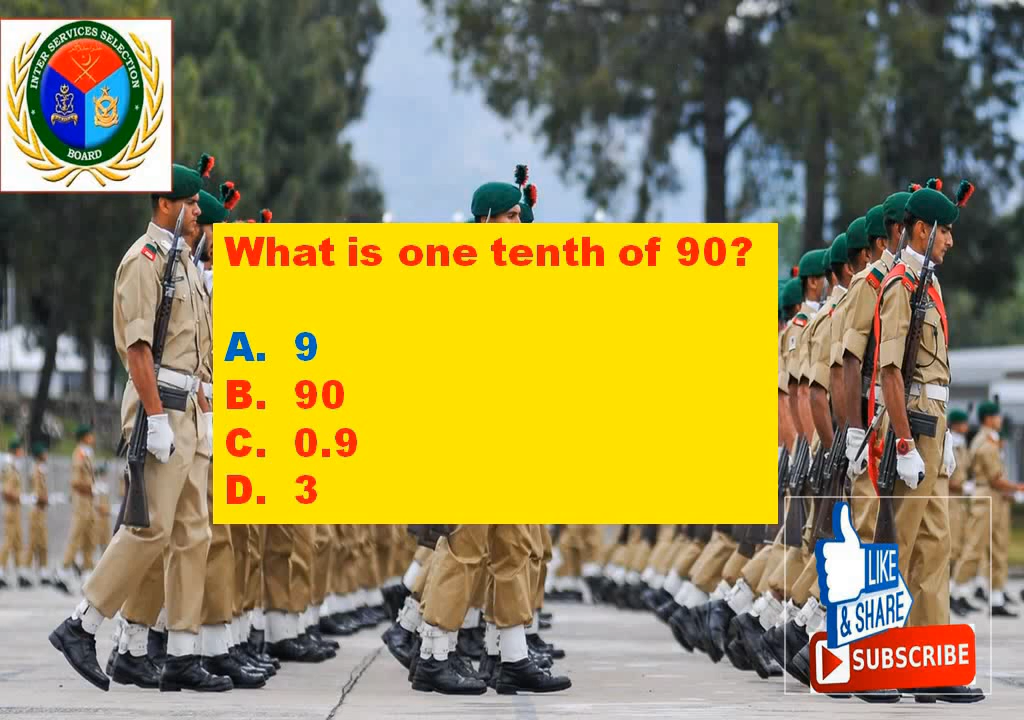 INTER SERVICES SELECTION
BOARD
What is one tenth of 90?
A. 9
B. 90
C. 0.9
D. 3
LIKE
& SHARE
SUBSCRIBE